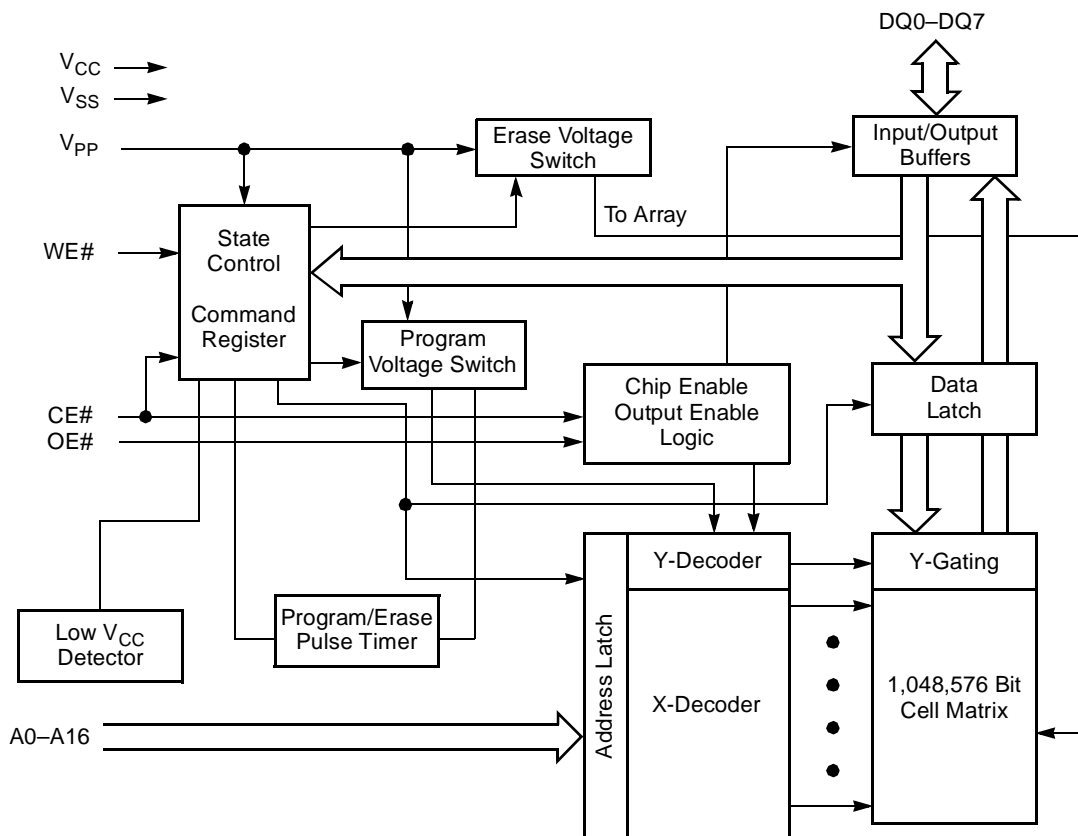 DQ0–DQ7
VCC
VSS
VPP
Erase Voltage
Switch
Input/Output
Buffers
To Array
WE#
State
Control
Command
Register
Program
Voltage Switch
Chip Enable
Output Enable
Logic
Data
Latch
CE#
OE#
Y-Decoder
Y-Gating
Low VCC
Detector
Program/Erase
Pulse Timer
Address Latch
X-Decoder
1,048,576 Bit
Cell Matrix
A0–A16